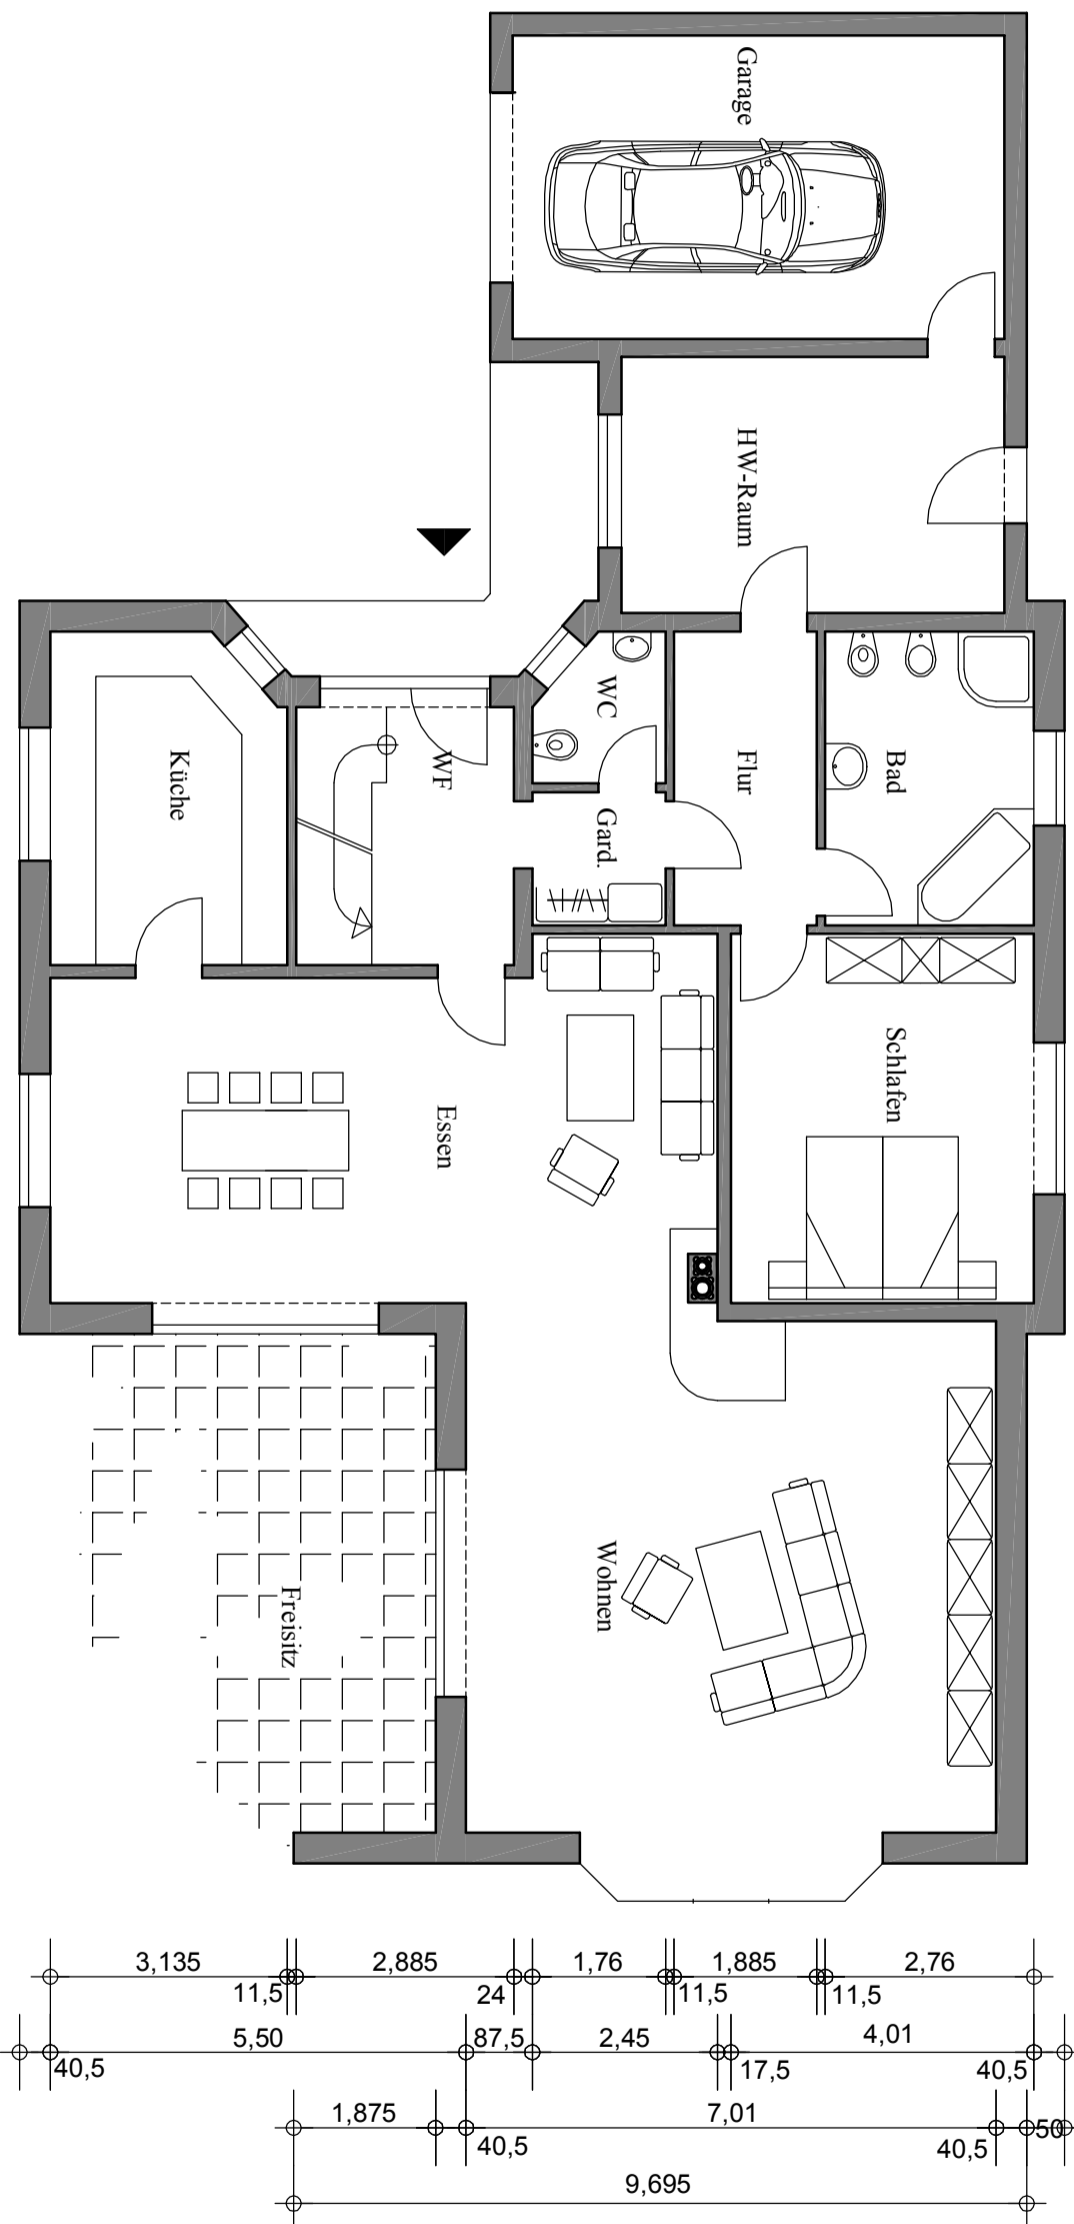 Garage
HW-Raum
WC
Flur
Bad
Küche
WF
Gard.
Schlafen
Essen
Wohnen
Freisitz
3,135
2,885
1,76
1,885
2,76
11,5
24
11,5
11,5
5,50
87,5
2,45
4,01
40,5
17,5
40,5
1,875
7,01
50
40,5
40,5
9,695